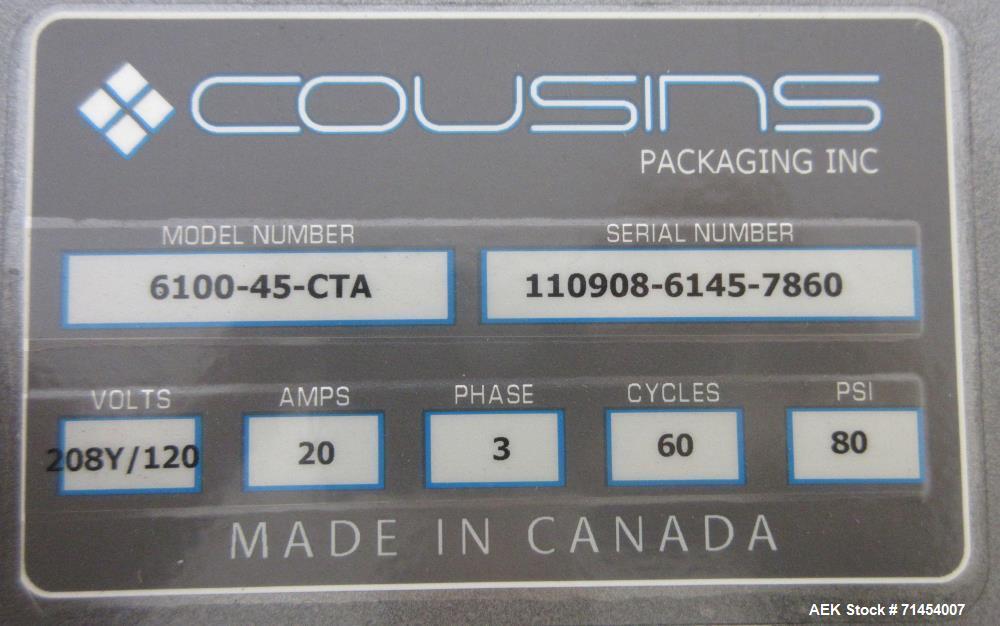 COUSINS
PACKAGING INC
MODEL NUMBER SERIAL NUMBER
6100-45-CTA 110908-6145-7860
VOLTS AMPS PHASE CYCLES PSI
208Y/120 20 3 60 80
MADE IN CANADA
AEK Stock # 71454007